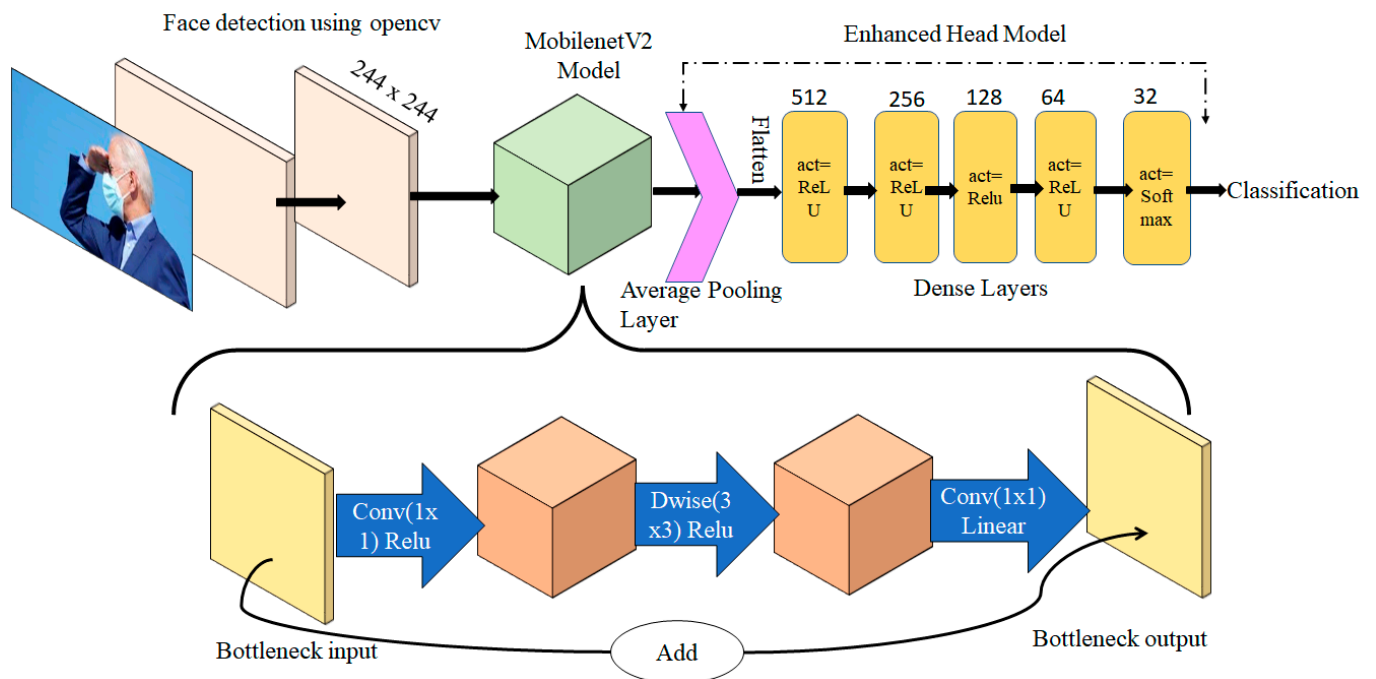 Face detection using opencv
244 x 244
MobilenetV2
Model
Enhanced Head Model
512
256
128
64
32
Flatten
act=
ReL
U
act=
ReL
U
act=
Relu
act=
ReL
U
act=
Soft
max
Classification
Average Pooling
Layer
Dense Layers
Conv(1x
1) Relu
Dwise(3
x3) Relu
Conv(1x1)
Linear
Bottleneck input
Add
Bottleneck output